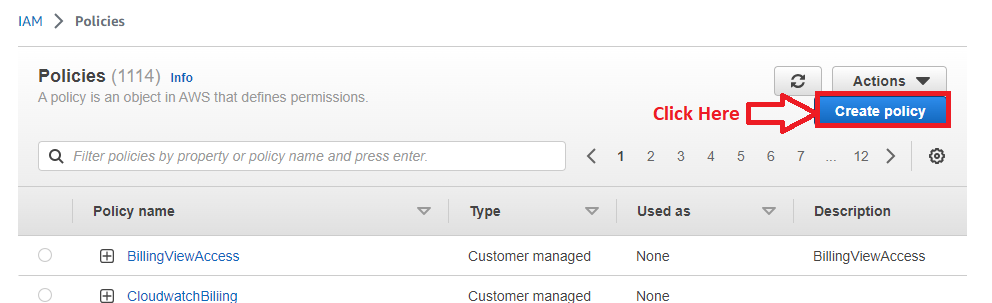 IAM > Policies
Policies (1114) Info
A policy is an object in AWS that defines permissions.
Actions
Click Here
Create policy
Filter policies by property or policy name and press enter.
< 1 2 3 4 5 6 7 ... 12 >
Policy name Type Used as Description
BillingViewAccess Customer managed None BillingViewAccess
CloudwatchBiliing Customer managed None